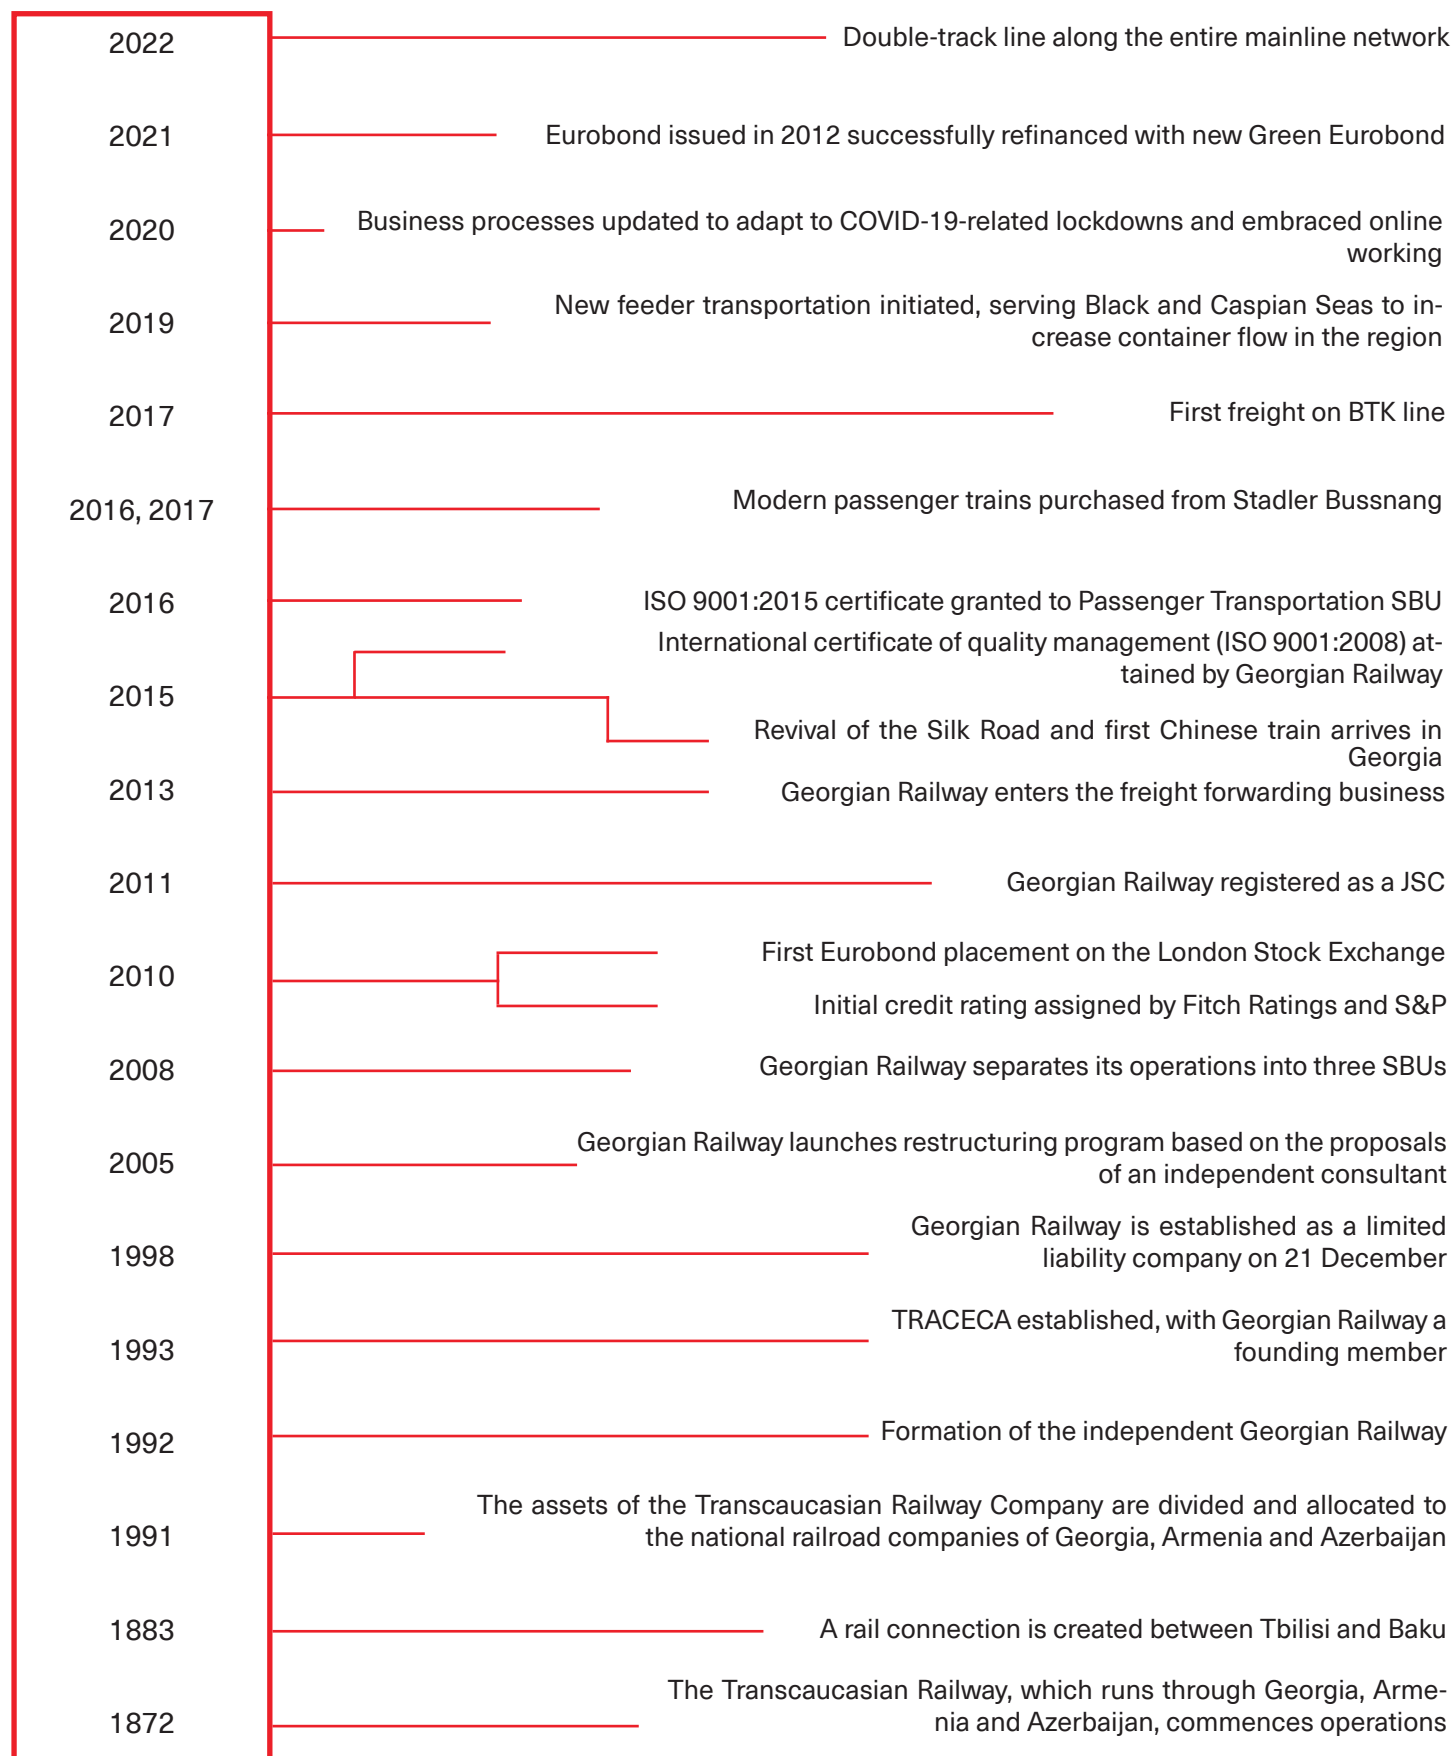 2022
Double-track line along the entire mainline network
2021
Eurobond issued in 2012 successfully refinanced with new Green Eurobond
2020
Business processes updated to adapt to COVID-19-related lockdowns and embraced online
working
2019
New feeder transportation initiated, serving Black and Caspian Seas to in-
crease container flow in the region
2017
First freight on BTK line
2016, 2017
Modern passenger trains purchased from Stadler Bussnang
2016
ISO 9001:2015 certificate granted to Passenger Transportation SBU
2015
International certificate of quality management (ISO 9001:2008) at-
tained by Georgian Railway
Revival of the Silk Road and first Chinese train arrives in
Georgia
2013
Georgian Railway enters the freight forwarding business
2011
Georgian Railway registered as a JSC
2010
First Eurobond placement on the London Stock Exchange
Initial credit rating assigned by Fitch Ratings and S&P
2008
Georgian Railway separates its operations into three SBUs
2005
Georgian Railway launches restructuring program based on the proposals
of an independent consultant
1998
Georgian Railway is established as a limited
liability company on 21 December
1993
TRACECA established, with Georgian Railway a
founding member
1992
Formation of the independent Georgian Railway
1991
The assets of the Transcaucasian Railway Company are divided and allocated to
the national railroad companies of Georgia, Armenia and Azerbaijan
1883
A rail connection is created between Tbilisi and Baku
1872
The Transcaucasian Railway, which runs through Georgia, Arme-
nia and Azerbaijan, commences operations